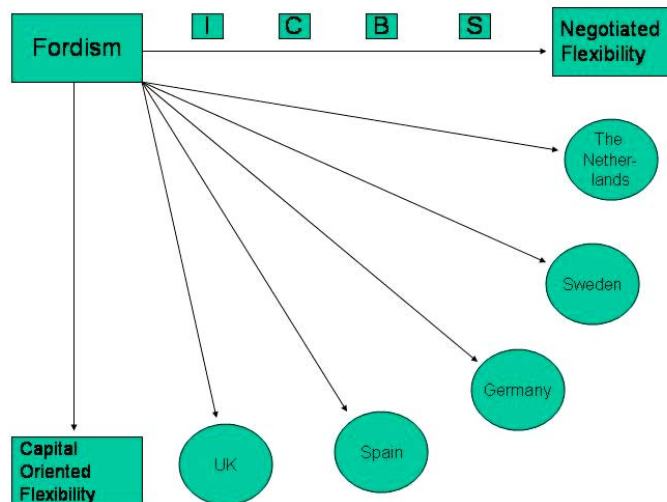 Fordism
I
C
B
S
Negotiated
Flexibility
The
Nether-
lands
Sweden
Germany
Spain
UK
Capital
Oriented
Flexibility